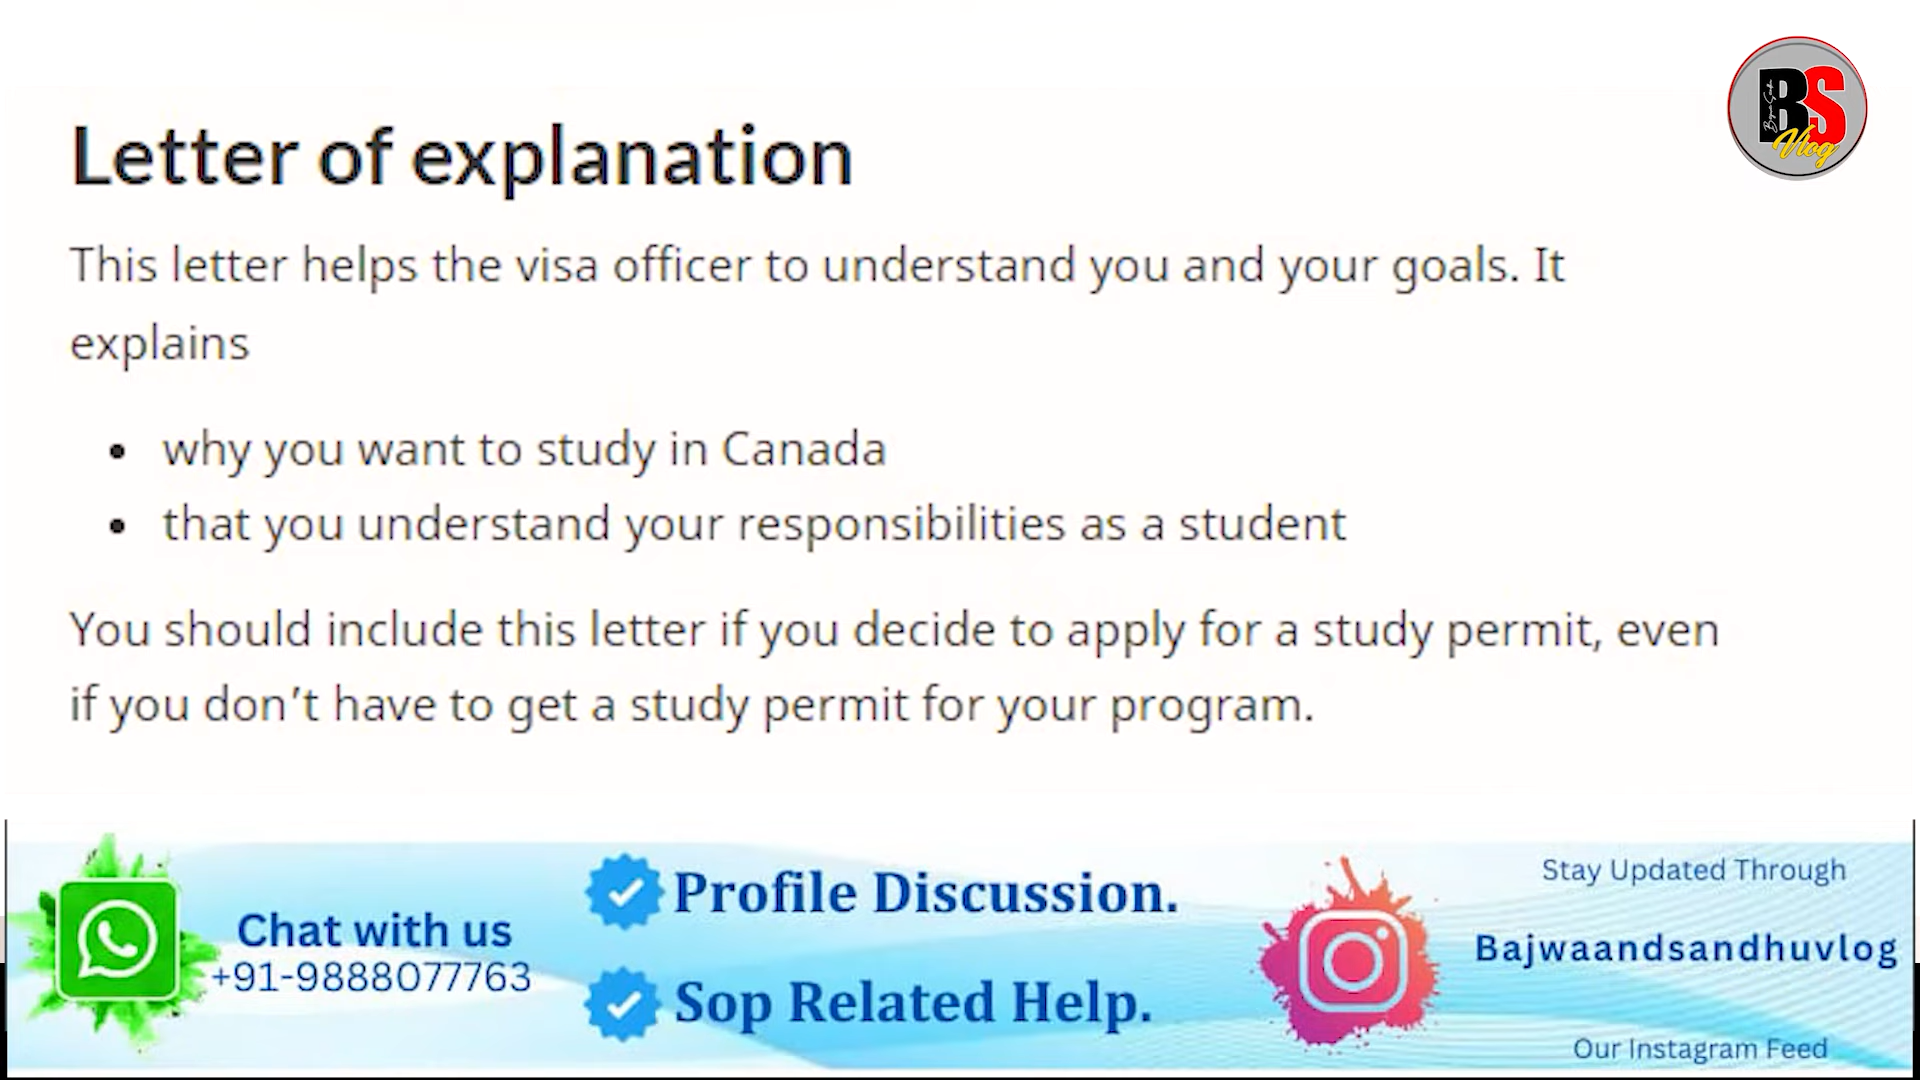 BS
Vlog
Letter of explanation
This letter helps the visa officer to understand you and your goals. It
explains
• why you want to study in Canada
• that you understand your responsibilities as a student
You should include this letter if you decide to apply for a study permit, even
if you don’t have to get a study permit for your program.
Chat with us
+91-9888077763
Profile Discussion.
Sop Related Help.
Stay Updated Through
Bajwaandsandhuvlog
Our Instagram Feed